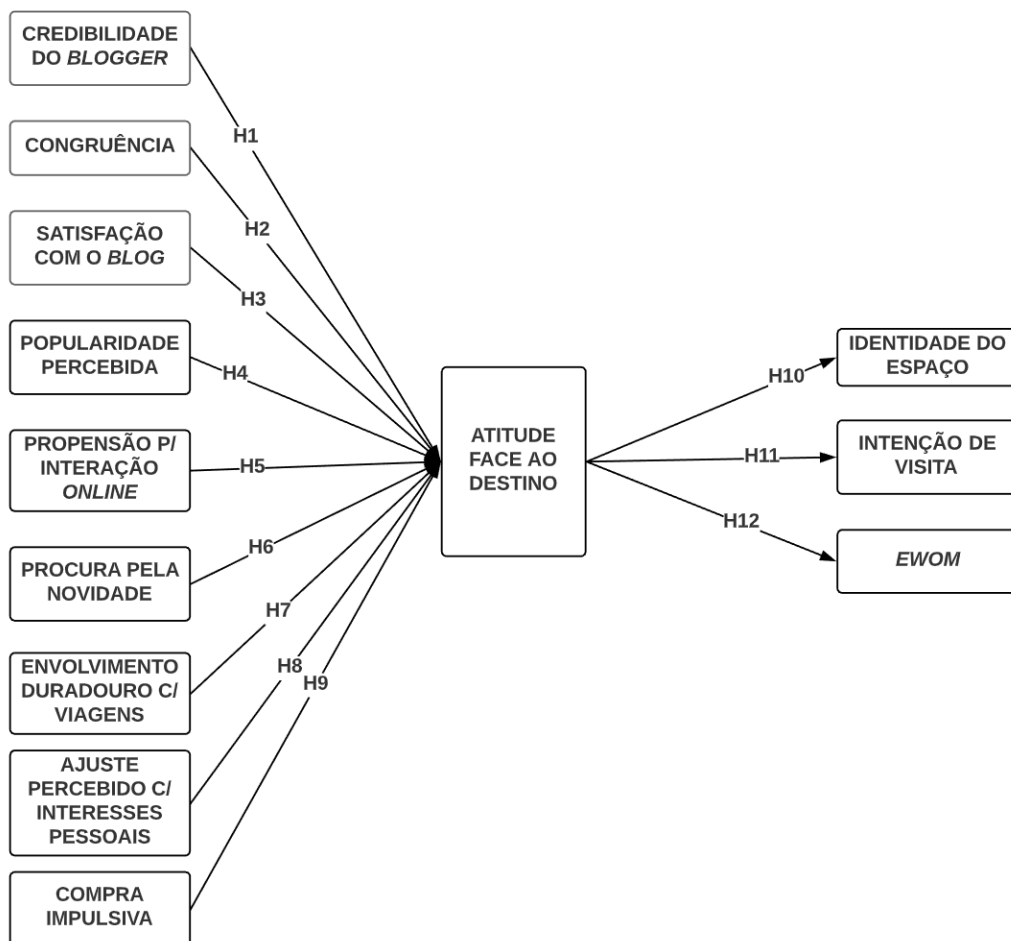 CREDIBILIDADE
DO BLOGGER
H1
CONGRUÊNCIA
H2
SATISFAÇÃO
COM O BLOG
H3
POPULARIDADE
PERCEBIDA
H4
PROPENSÃO P/
INTERAÇÃO
ONLINE
H5
PROCURA PELA
NOVIDADE
H6
ENVOLVIMENTO
DURADOURO C/
VIAGENS
H7
AJUSTE
PERCEBIDO C/
INTERESSES
PESSOAIS
H8
COMPRA
IMPULSIVA
H9
ATITUDE
FACE AO
DESTINO
H10
IDENTIDADE DO
ESPAÇO
H11
INTENÇÃO DE
VISITA
H12
EWOM